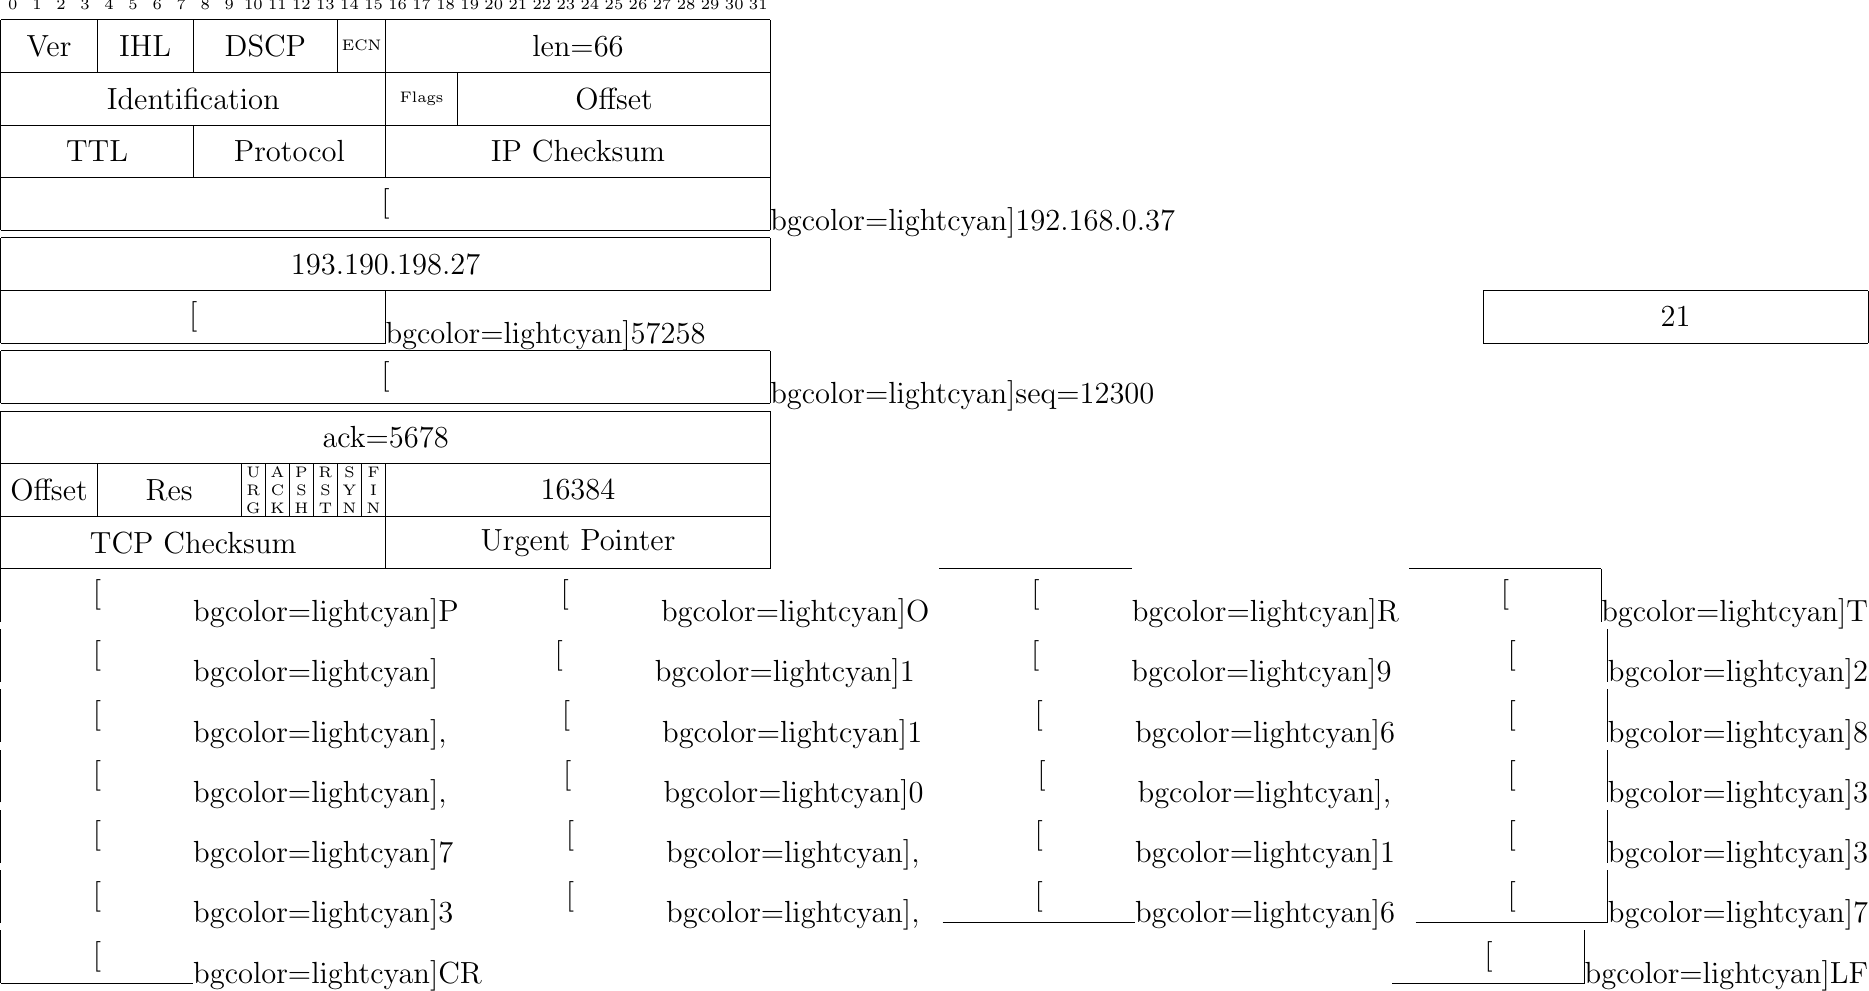 0 1 2 3 4 5 6 7 8 9 10 11 12 13 14 15 16 17 18 19 20 21 22 23 24 25 26 27 28 29 30 31
Ver IHL DSCP ECN len=66
Identification Flags Offset
TTL Protocol IP Checksum
[ bgcolor=lightcyan]192.168.0.37
193.190.198.27
[ bgcolor=lightcyan]57258 21
[ bgcolor=lightcyan]seq=12300
ack=5678
Offset Res URG ACK PSH RST SYN FIN 16384
TCP Checksum Urgent Pointer
[ bgcolor=lightcyan]P [ bgcolor=lightcyan]O [ bgcolor=lightcyan]R [ bgcolor=lightcyan]T
[ bgcolor=lightcyan] [ bgcolor=lightcyan]1 [ bgcolor=lightcyan]9 [ bgcolor=lightcyan]2
[ bgcolor=lightcyan], [ bgcolor=lightcyan]1 [ bgcolor=lightcyan]6 [ bgcolor=lightcyan]8
[ bgcolor=lightcyan], [ bgcolor=lightcyan]0 [ bgcolor=lightcyan], [ bgcolor=lightcyan]3
[ bgcolor=lightcyan]7 [ bgcolor=lightcyan], [ bgcolor=lightcyan]1 [ bgcolor=lightcyan]3
[ bgcolor=lightcyan]3 [ bgcolor=lightcyan], [ bgcolor=lightcyan]6 [ bgcolor=lightcyan]7
[ bgcolor=lightcyan]CR [ bgcolor=lightcyan]LF